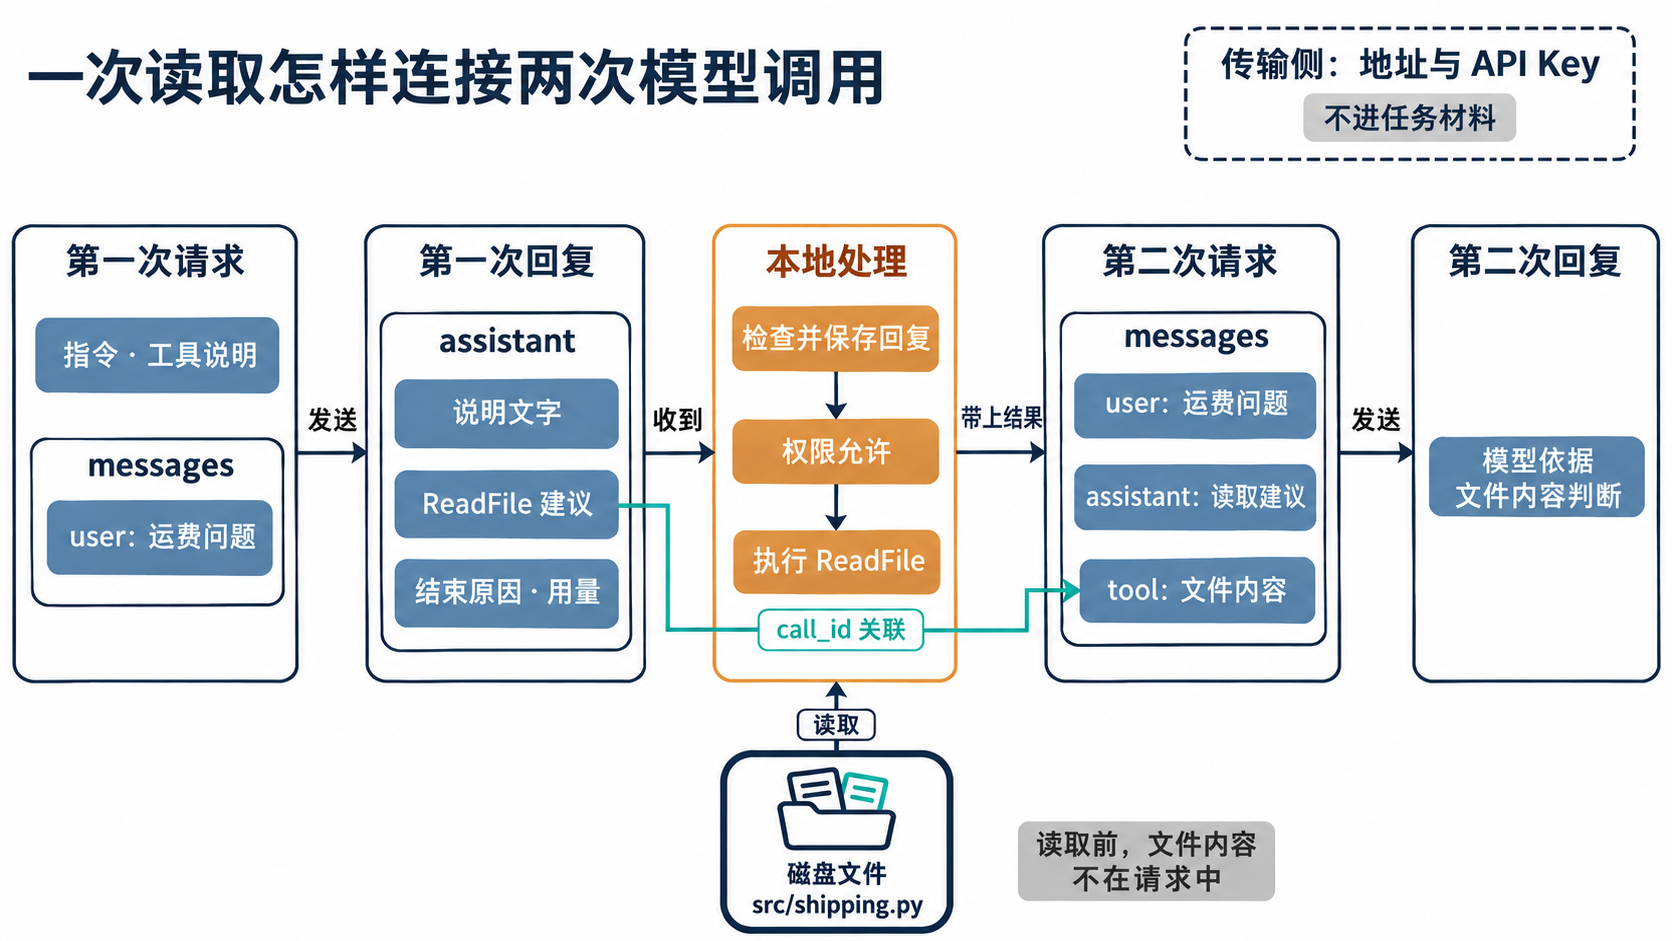 一次读取怎样连接两次模型调用
传输侧：地址与 API Key
不进任务材料
第一次请求
指令 · 工具说明
messages
user: 运费问题
发送
第一次回复
assistant
说明文字
ReadFile 建议
结束原因 · 用量
收到
本地处理
检查并保存回复
权限允许
执行 ReadFile
call_id 关联
带上结果
第二次请求
messages
user: 运费问题
assistant: 读取建议
tool: 文件内容
发送
第二次回复
模型依据
文件内容判断
读取
磁盘文件
src/shipping.py
读取前，文件内容
不在请求中